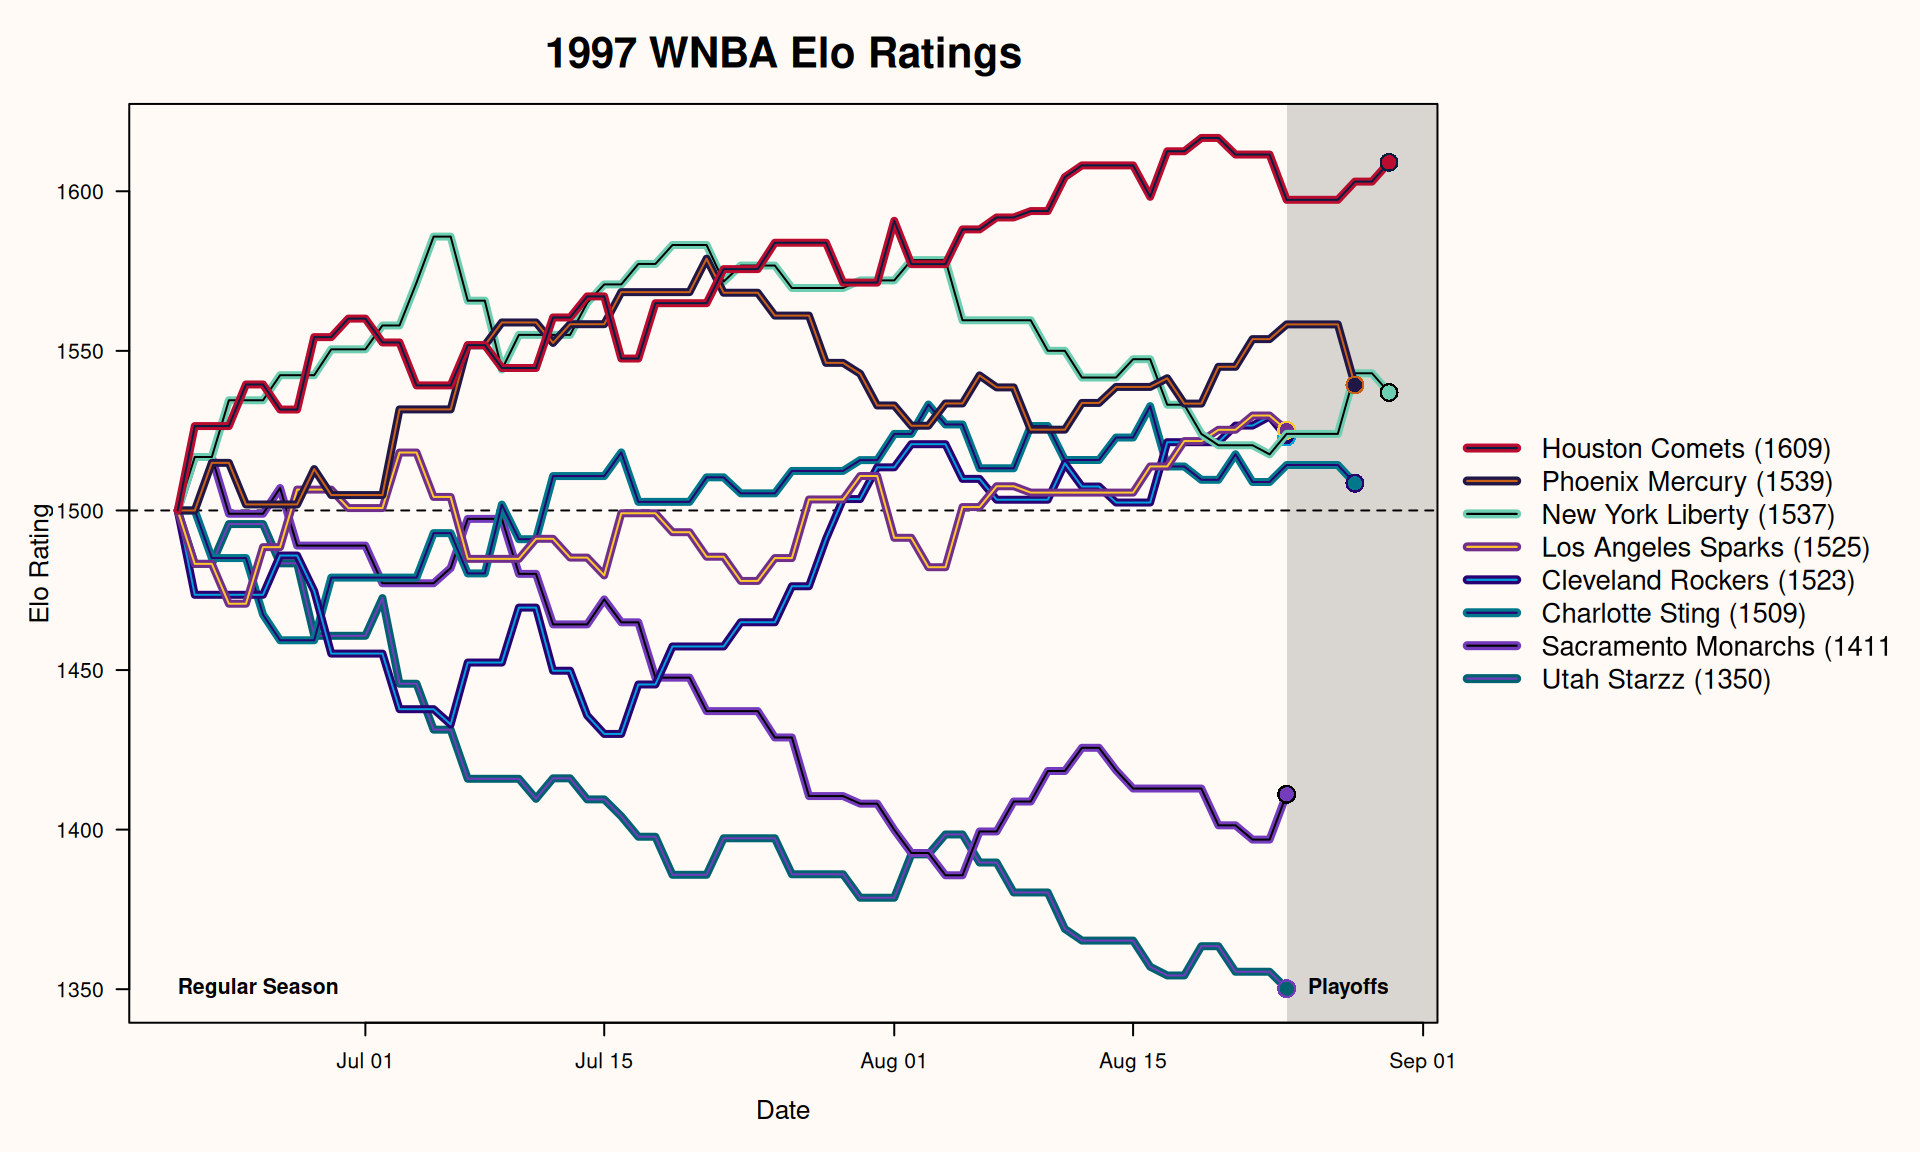 1997 WNBA Elo Ratings
Elo Rating
1600
1550
1500
1450
1400
1350
Regular Season
Playoffs
Jul 01
Jul 15
Aug 01
Aug 15
Sep 01
Date
Houston Comets (1609)
Phoenix Mercury (1539)
New York Liberty (1537)
Los Angeles Sparks (1525)
Cleveland Rockers (1523)
Charlotte Sting (1509)
Sacramento Monarchs (1411
Utah Starzz (1350)